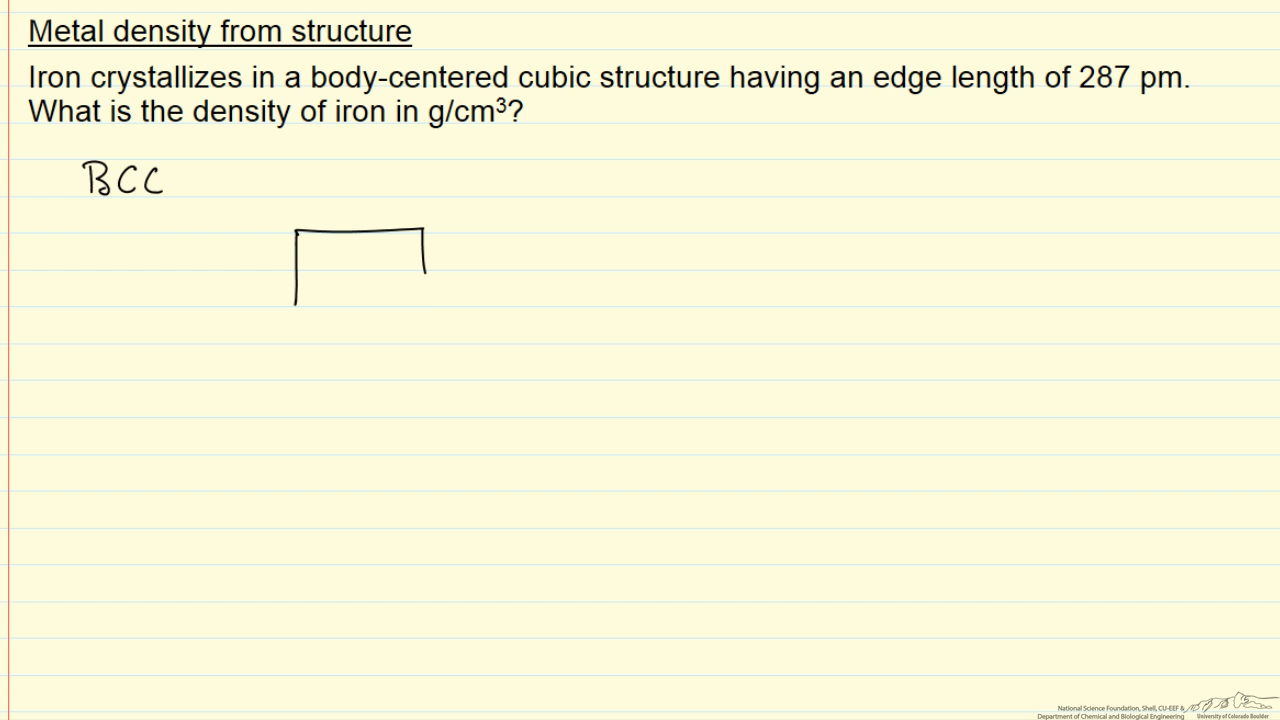 Metal density from structure
Iron crystallizes in a body-centered cubic structure having an edge length of 287 pm.
What is the density of iron in g/cm³?
BCC
National Science Foundation, Shell, CU-EEF &
Department of Chemical and Biological Engineering
University of Colorado Boulder